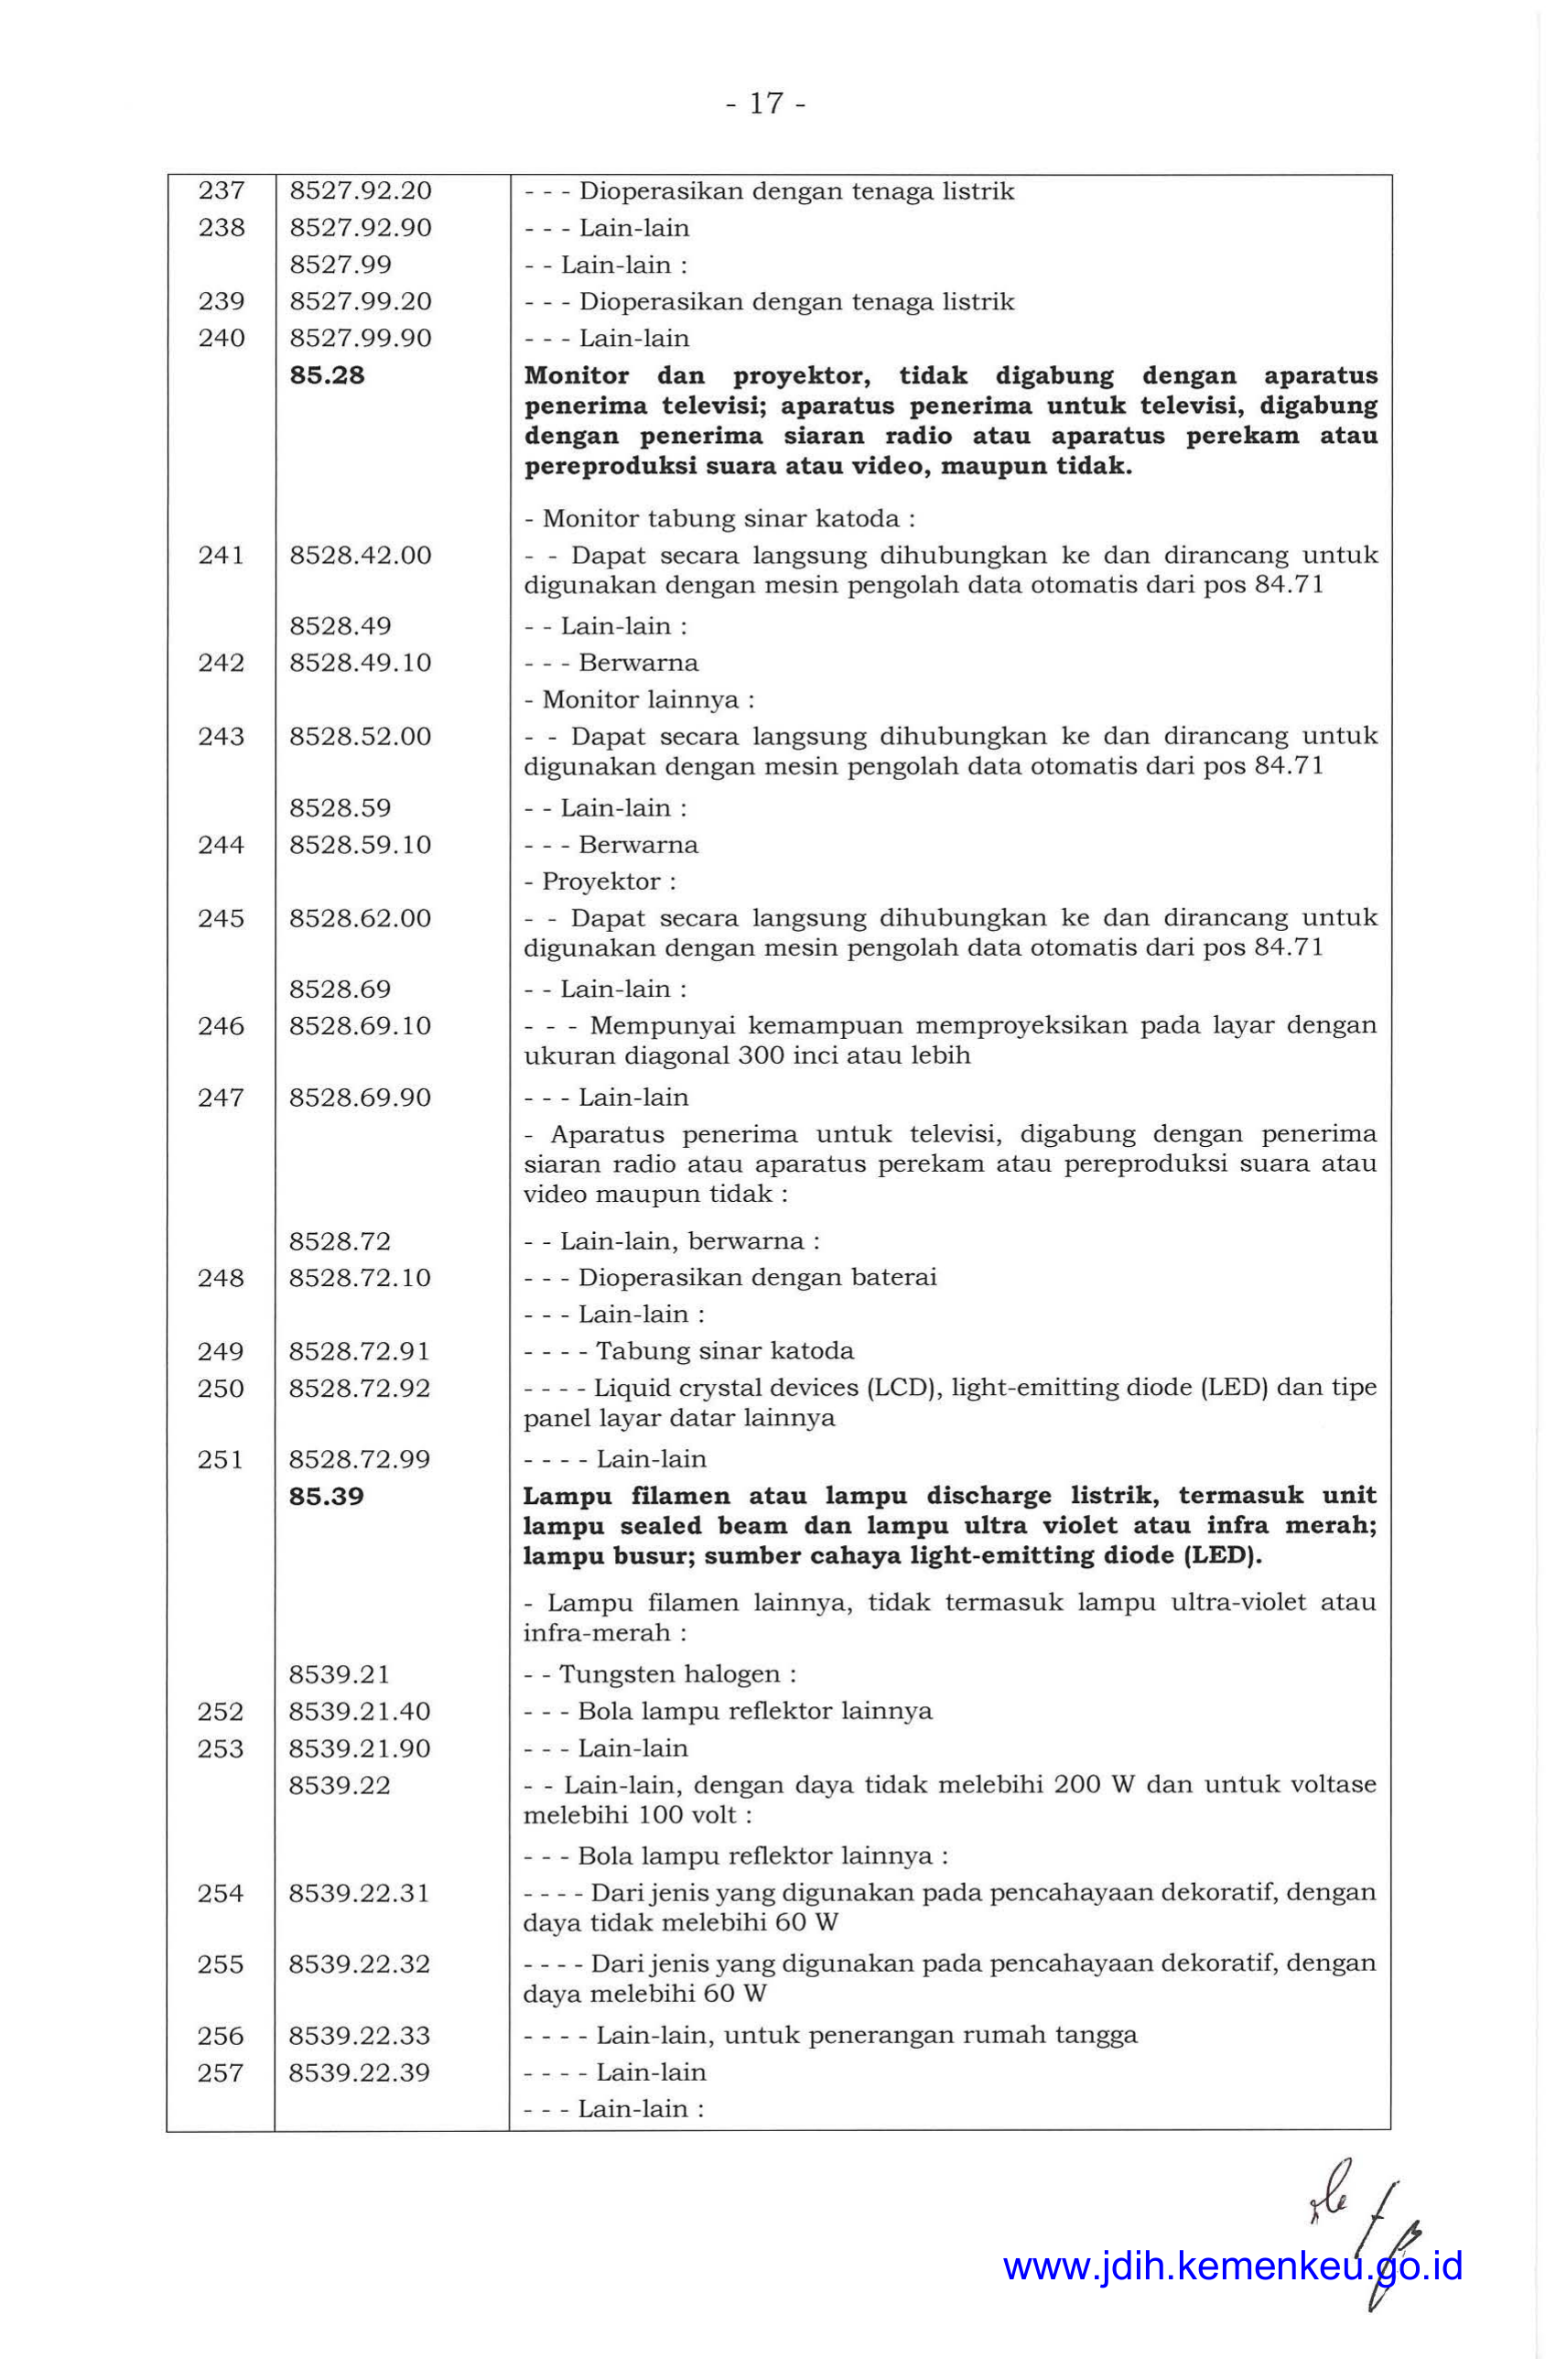 - 17 -
237 8527.92.20 - - - Dioperasikan dengan tenaga listrik
238 8527.92.90 - - - Lain-lain
8527.99 - - Lain-lain :
239 8527.99.20 - - - Dioperasikan dengan tenaga listrik
240 8527.99.90 - - - Lain-lain
85.28 Monitor dan proyektor, tidak digabung dengan aparatus
penerima televisi; aparatus penerima untuk televisi, digabung
dengan penerima siaran radio atau aparatus perekam atau
pereproduksi suara atau video, maupun tidak.
- Monitor tabung sinar katoda :
241 8528.42.00 - - Dapat secara langsung dihubungkan ke dan dirancang untuk
digunakan dengan mesin pengolah data otomatis dari pos 84.71
8528.49 - - Lain-lain :
242 8528.49.10 - - - Berwarna
- Monitor lainnya :
243 8528.52.00 - - Dapat secara langsung dihubungkan ke dan dirancang untuk
digunakan dengan mesin pengolah data otomatis dari pos 84.71
8528.59 - - Lain-lain :
244 8528.59.10 - - - Berwarna
- Proyektor :
245 8528.62.00 - - Dapat secara langsung dihubungkan ke dan dirancang untuk
digunakan dengan mesin pengolah data otomatis dari pos 84.71
8528.69 - - Lain-lain :
246 8528.69.10 - - - Mempunyai kemampuan memproyeksikan pada layar dengan
ukuran diagonal 300 inci atau lebih
247 8528.69.90 - - - Lain-lain
- Aparatus penerima untuk televisi, digabung dengan penerima
siaran radio atau aparatus perekam atau pereproduksi suara atau
video maupun tidak :
8528.72 - - Lain-lain, berwarna :
248 8528.72.10 - - - Dioperasikan dengan baterai
- - - Lain-lain :
249 8528.72.91 - - - - Tabung sinar katoda
250 8528.72.92 - - - - Liquid crystal devices (LCD), light-emitting diode (LED) dan tipe
panel layar datar lainnya
251 8528.72.99 - - - - Lain-lain
85.39 Lampu filamen atau lampu discharge listrik, termasuk unit
lampu sealed beam dan lampu ultra violet atau infra merah;
lampu busur; sumber cahaya light-emitting diode (LED).
- Lampu filamen lainnya, tidak termasuk lampu ultra-violet atau
infra-merah :
8539.21 - - Tungsten halogen :
252 8539.21.40 - - - Bola lampu reflektor lainnya
253 8539.21.90 - - - Lain-lain
8539.22 - - Lain-lain, dengan daya tidak melebihi 200 W dan untuk voltase
melebihi 100 volt :
- - - Bola lampu reflektor lainnya :
254 8539.22.31 - - - - Dari jenis yang digunakan pada pencahayaan dekoratif, dengan
daya tidak melebihi 60 W
255 8539.22.32 - - - - Dari jenis yang digunakan pada pencahayaan dekoratif, dengan
daya melebihi 60 W
256 8539.22.33 - - - - Lain-lain, untuk penerangan rumah tangga
257 8539.22.39 - - - - Lain-lain
- - - Lain-lain :
www.jdih.kemenkeu.go.id